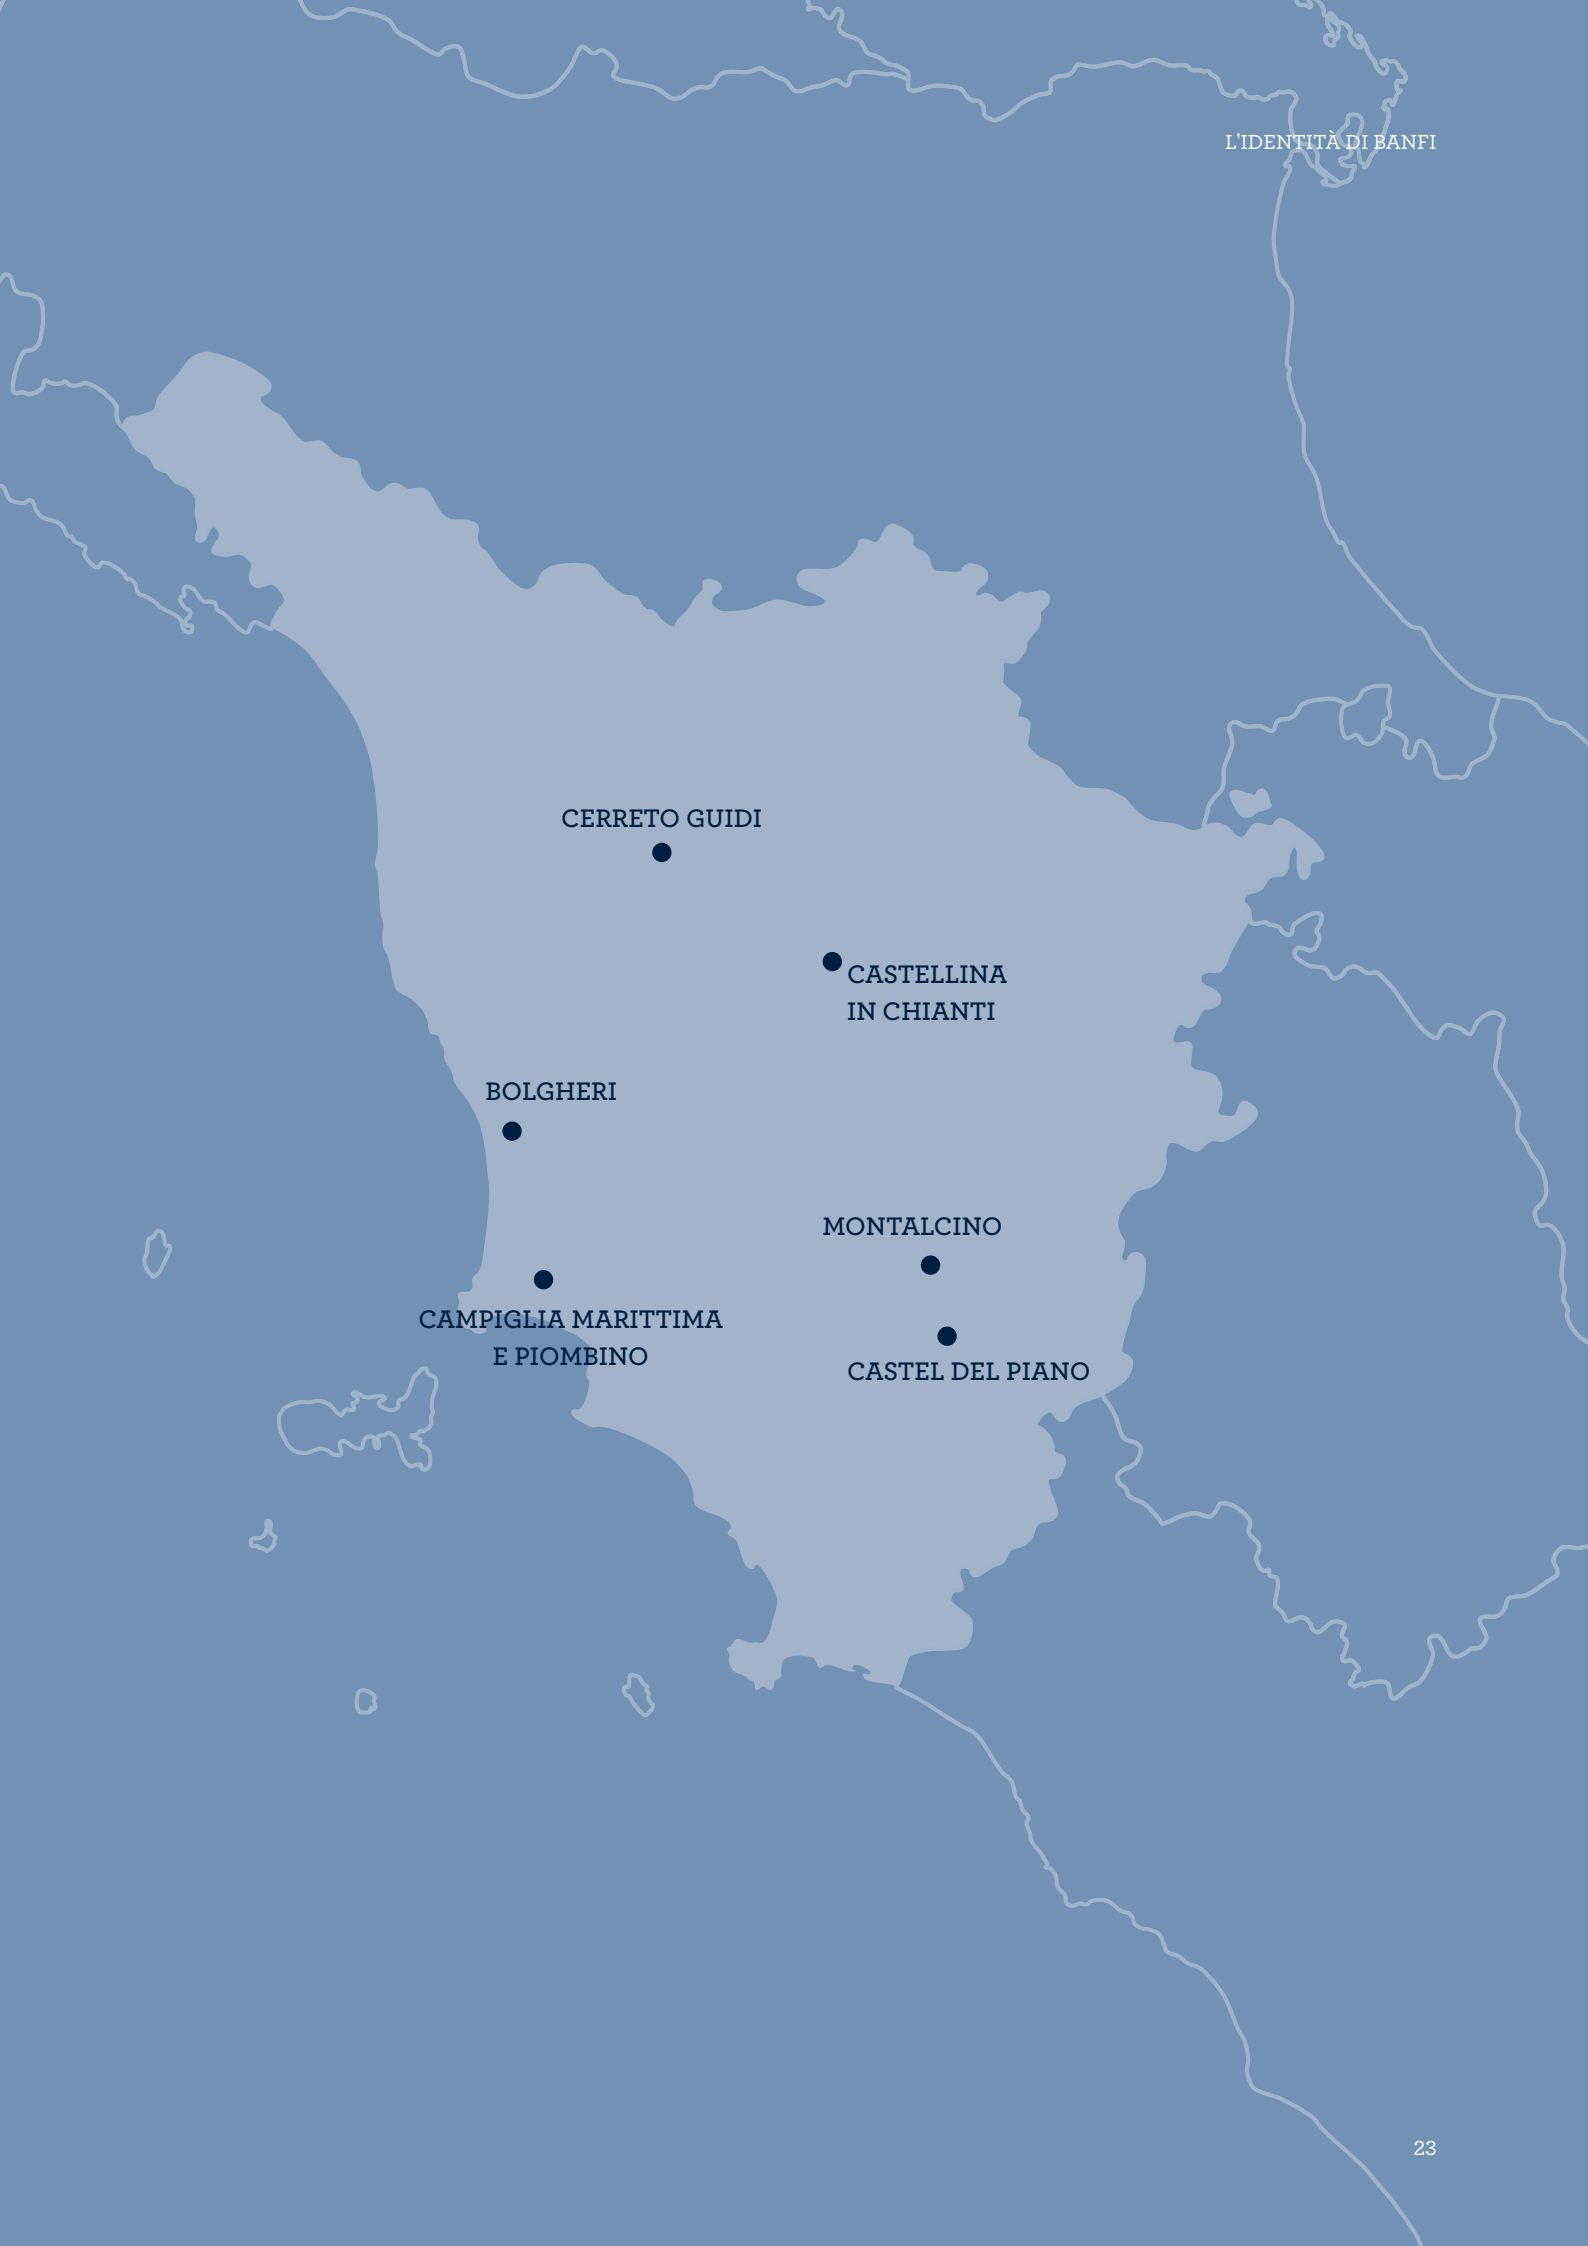 L'IDENTITÀ DI BANFI
CERRETO GUIDI
CASTELLINA
IN CHIANTI
BOLGHERI
MONTALCINO
CAMPIGLIA MARITTIMA
E PIOMBINO
CASTEL DEL PIANO
23